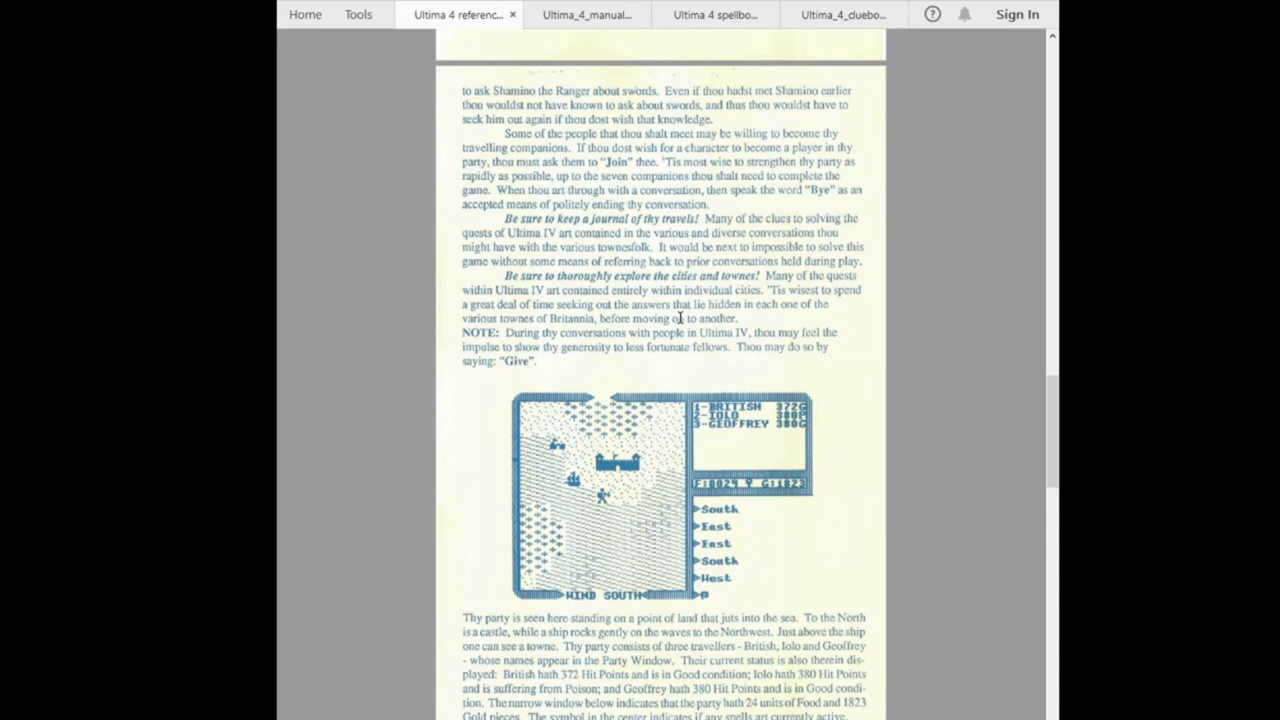 Home
Tools
Ultima 4 referenc... ×
Ultima_4_manual...
Ultima 4 spellbo...
Ultima_4_cluebo...
Sign In
to ask Shamino the Ranger about swords. Even if thou hadst met Shamino earlier
thou wouldst not have known to ask about swords, and thus thou wouldst have to
seek him out again if thou dost wish that knowledge.
Some of the people that thou shalt meet may be willing to become thy
travelling companions. If thou dost wish for a character to become a player in thy
party, thou must ask them to "Join" thee. 'Tis most wise to strengthen thy party as
rapidly as possible, up to the seven companions thou shalt need to complete the
game. When thou art through with a conversation, then speak the word "Bye" as an
accepted means of politely ending thy conversation.
Be sure to keep a journal of thy travels! Many of the clues to solving the
quests of Ultima IV art contained in the various and diverse conversations thou
might have with the various townesfolk. It would be next to impossible to solve this
game without some means of referring back to prior conversations held during play.
Be sure to thoroughly explore the cities and townes! Many of the quests
within Ultima IV art contained entirely within individual cities. 'Tis wisest to spend
a great deal of time seeking out the answers that lie hidden in each one of the
various townes of Britannia, before moving on to another.
NOTE: During thy conversations with people in Ultima IV, thou may feel the
impulse to show thy generosity to less fortunate fellows. Thou may do so by
saying: "Give".
1-BRITISH 372G
2-IOLO 380P
3-GEOFFREY 380G
F:0024 Y G:1823
South
East
East
South
West
WIND SOUTH
Thy party is seen here standing on a point of land that juts into the sea. To the North
is a castle, while a ship rocks gently on the waves to the Northwest. Just above the ship
one can see a towne. Thy party consists of three travellers - British, Iolo and Geoffrey
- whose names appear in the Party Window. Their current status is also therein dis-
played: British hath 372 Hit Points and is in Good condition; Iolo hath 380 Hit Points
and is suffering from Poison; and Geoffrey hath 380 Hit Points and is in Good condi-
tion. The narrow window below indicates that the party hath 24 units of Food and 1823
Gold pieces. The symbol in the center indicates if any spells art currently active.